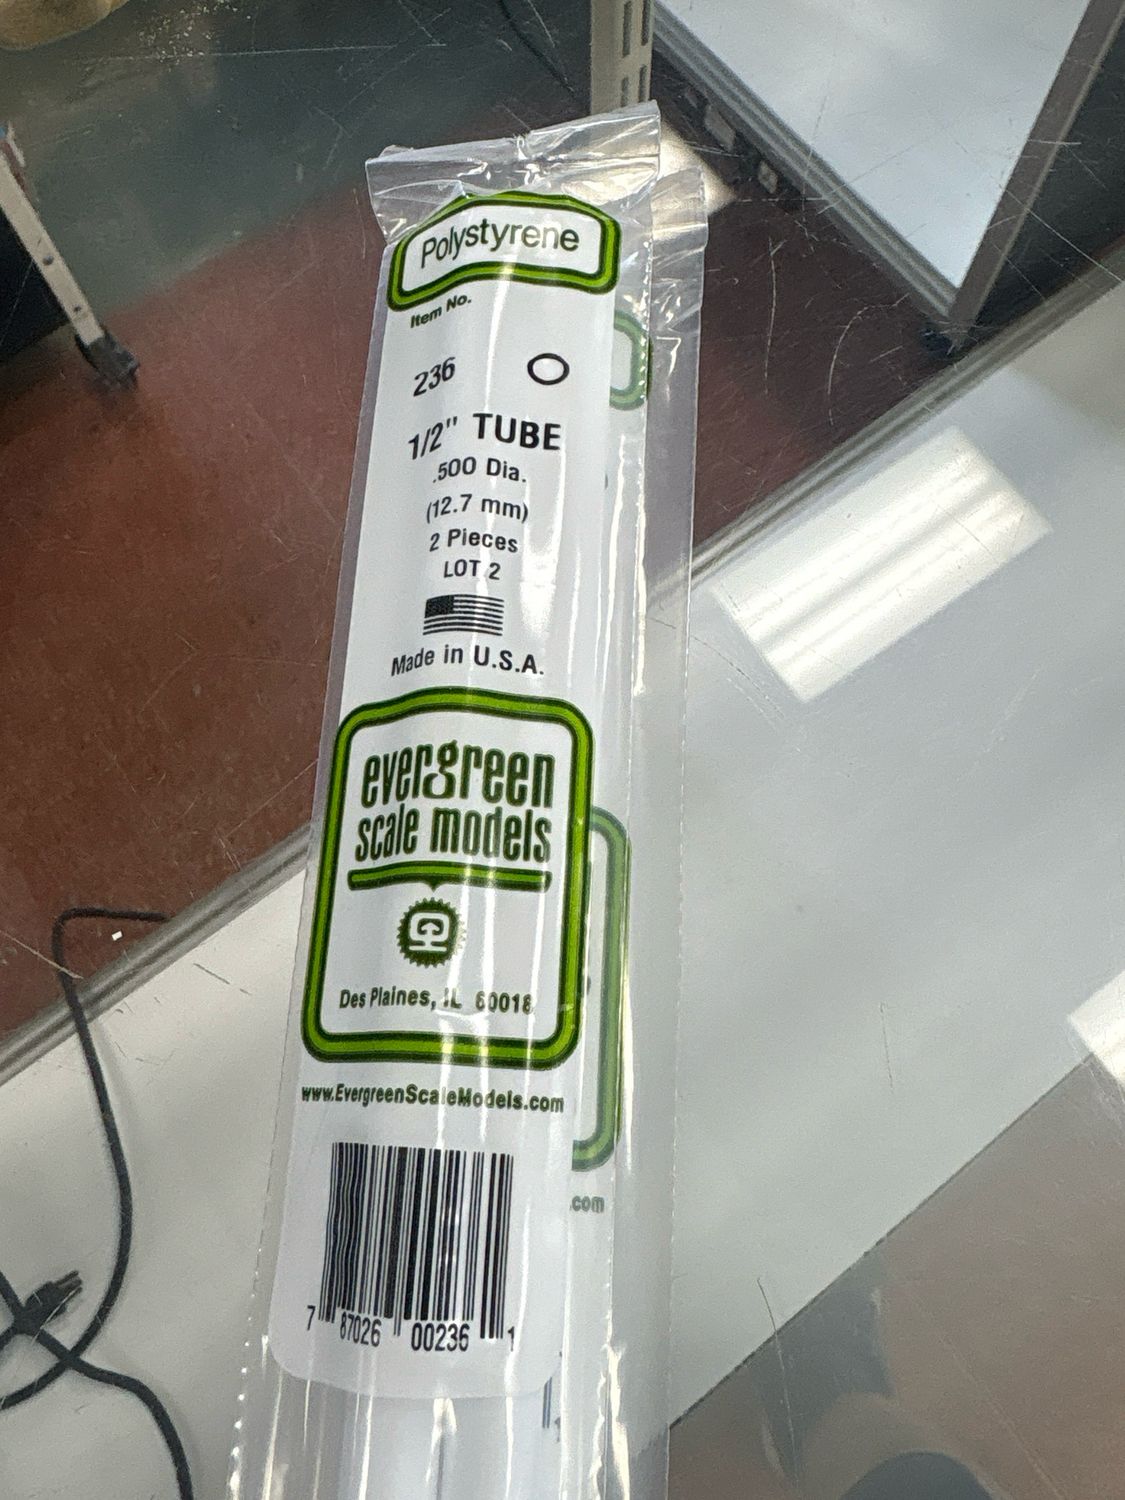 Polystyrene
Item No.
236
1/2" TUBE
.500 Dia.
(12.7 mm)
2 Pieces
LOT 2
Made in U.S.A.
evergreen
scale models
Des Plaines, IL 60018
www.EvergreenScaleModels.com
.com
7 87026 00236 1